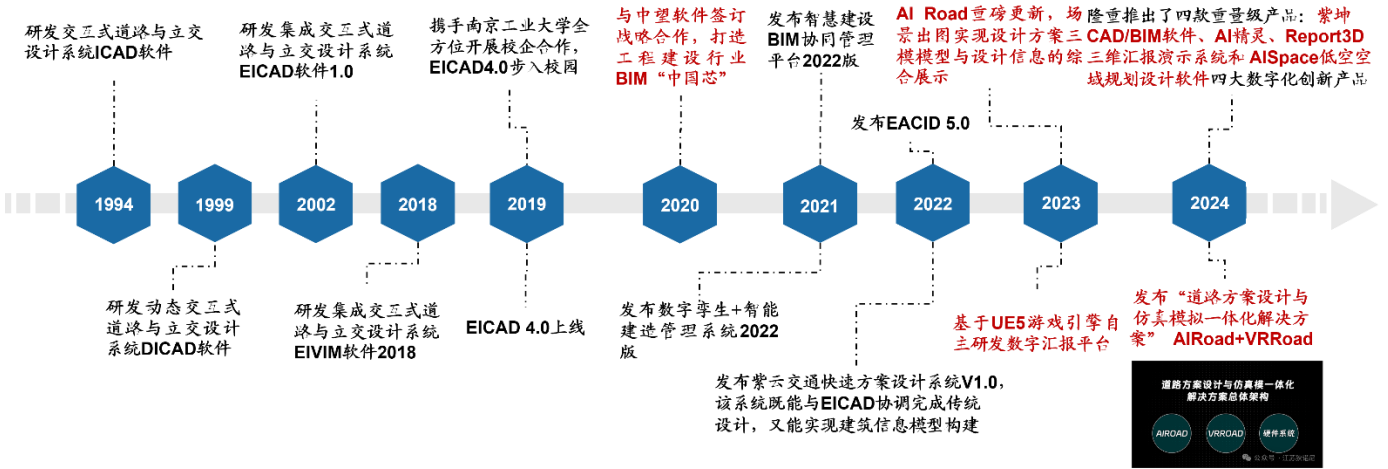 研发交互式道路与立交
设计系统ICAD软件
研发集成交互式道
路与立交设计系统
EICAD软件1.0
携手南京工业大学全
方位开展校企合作，
EICAD4.0步入校园
与中望软件签订
战略合作，打造
工程建设行业
BIM“中国芯”
发布智慧建设
BIM协同管理
平台2022版
发布EACID 5.0
AI Road重磅更新，场
景出图实现设计方案三
模模型与设计信息的综
合展示
隆重推出了四款重量级产品：紫坤
CAD/BIM软件、AI精灵、Report3D
三维汇报演示系统和 AISpace低空空
域规划设计软件四大数字化创新产品
1994
1999
2002
2018
2019
2020
2021
2022
2023
2024
研发动态交互式
道路与立交设计
系统DICAD软件
研发集成交互式道
路与立交设计系统
EIVIM软件2018
EICAD 4.0上线
发布数字孪生+智能
建造管理系统2022
版
发布紫云交通快速方案设计系统V1.0，
该系统既能与EICAD协调完成传统
设计，又能实现建筑信息模型构建
基于UE5游戏引擎自
主研发数字汇报平台
发布“道路方案设计与
仿真模拟一体化解决方
案” AIRoad+VRRoad
道路方案设计与仿真模一体化
解决方案总体架构
AIROAD
VRROAD
硬件系统
公众号·江苏狄诺尼